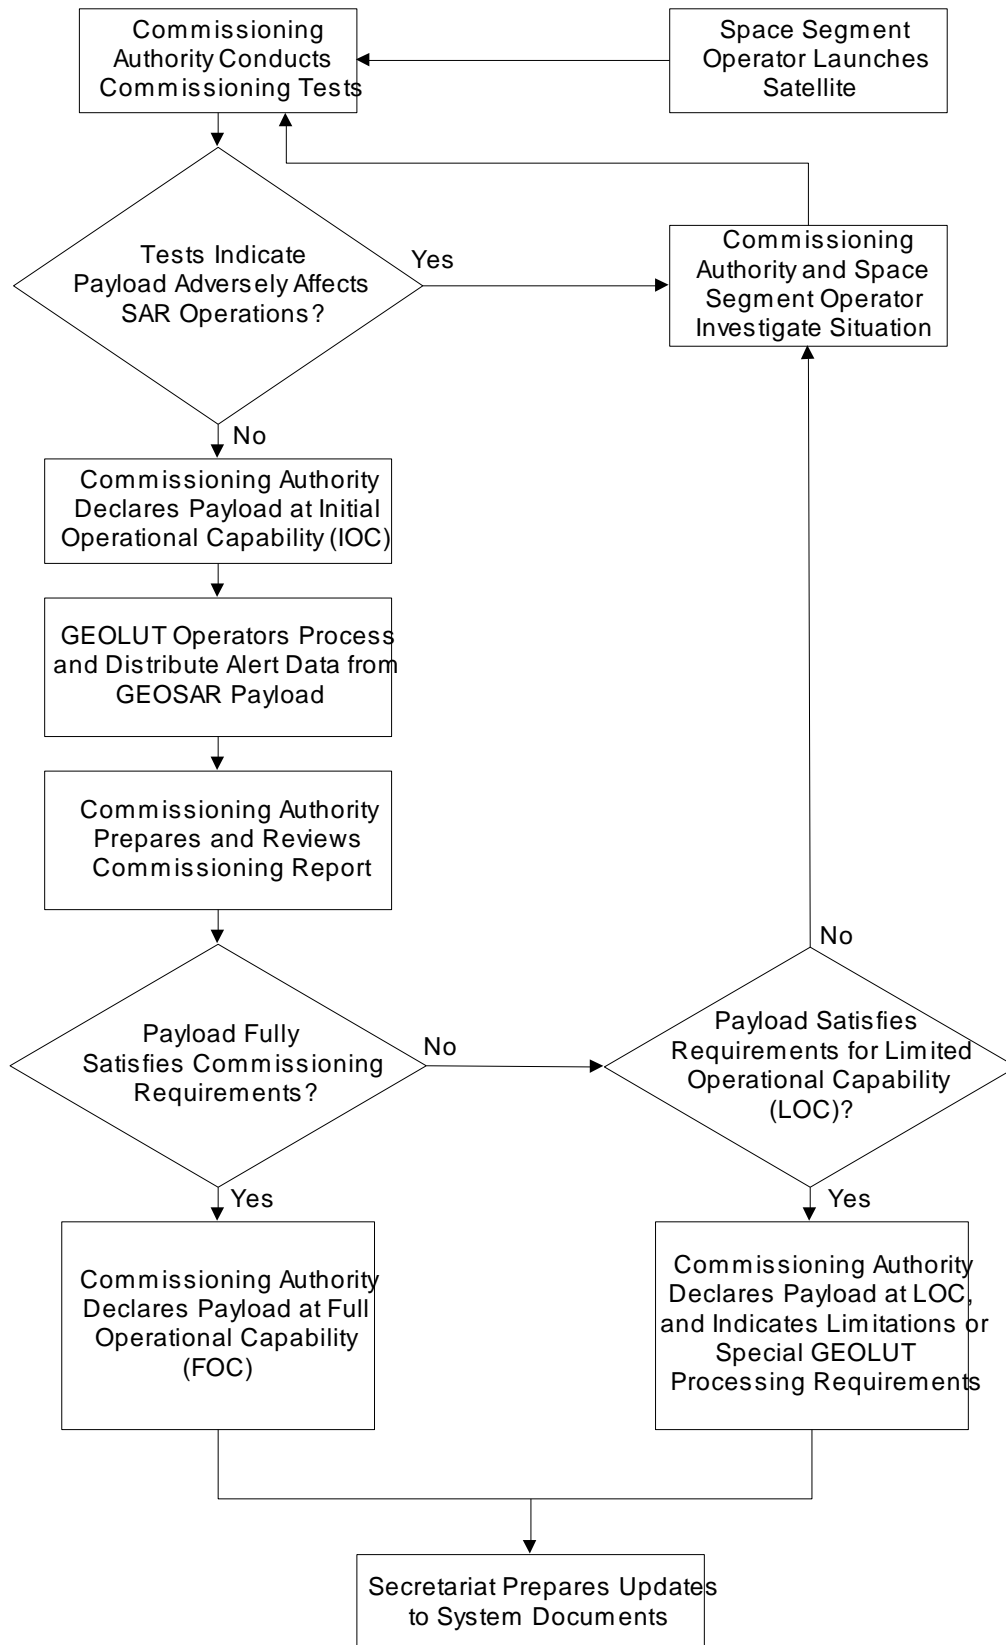 Commissioning
Authority Conducts
Commissioning Tests
Space Segment
Operator Launches
Satellite
Tests Indicate
Payload Adversely Affects
SAR Operations?
Yes
Commissioning
Authority and Space
Segment Operator
Investigate Situation
No
Commissioning Authority
Declares Payload at Initial
Operational Capability (IOC)
GEOLUT Operators Process
and Distribute Alert Data from
GEOSAR Payload
Commissioning Authority
Prepares and Reviews
Commissioning Report
Payload Fully
Satisfies Commissioning
Requirements?
No
No
Payload Satisfies
Requirements for Limited
Operational Capability
(LOC)?
Yes
Yes
Commissioning Authority
Declares Payload at Full
Operational Capability
(FOC)
Commissioning Authority
Declares Payload at LOC,
and Indicates Limitations or
Special GEOLUT
Processing Requirements
Secretariat Prepares Updates
to System Documents